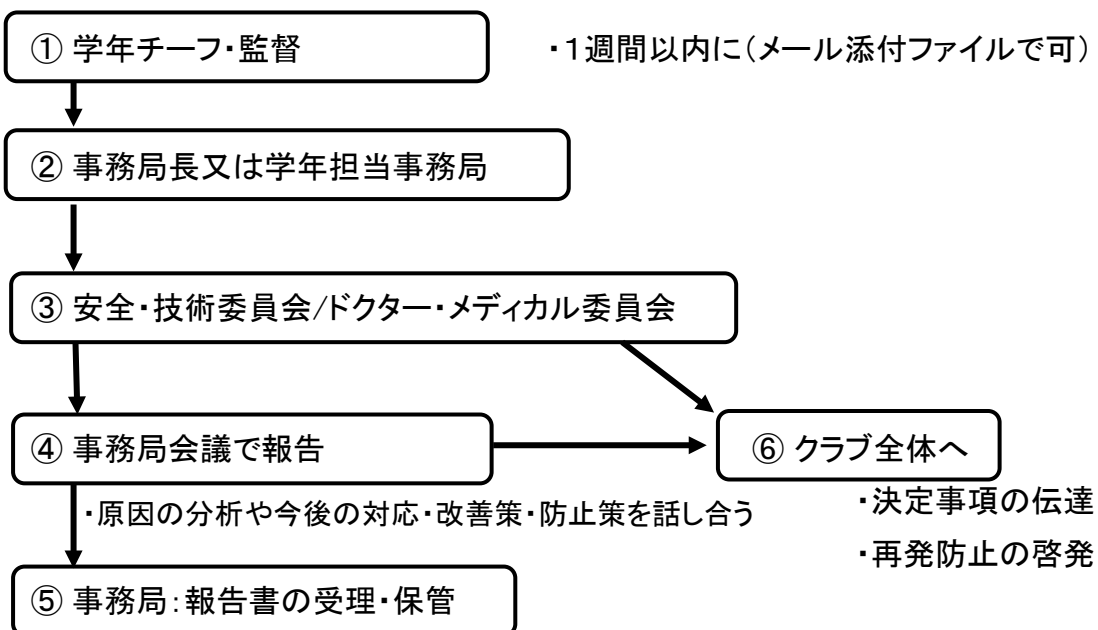 ① 学年チーフ・監督
・１週間以内に（メール添付ファイルで可）
② 事務局長又は学年担当事務局
③ 安全・技術委員会/ドクター・メディカル委員会
④ 事務局会議で報告
⑥ クラブ全体へ
・原因の分析や今後の対応・改善策・防止策を話し合う
・決定事項の伝達
・再発防止の啓発
⑤ 事務局：報告書の受理・保管